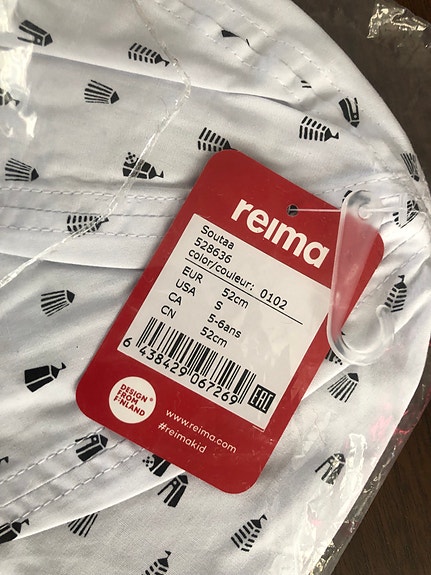 reima
Soutaa
528636
color/couleur: 0102
EUR 52cm
USA S
CA 5-6ans
CN 52cm
6 438429 067269
EAC
DESIGN
FROM
FINLAND
www.reima.com
#reimakid